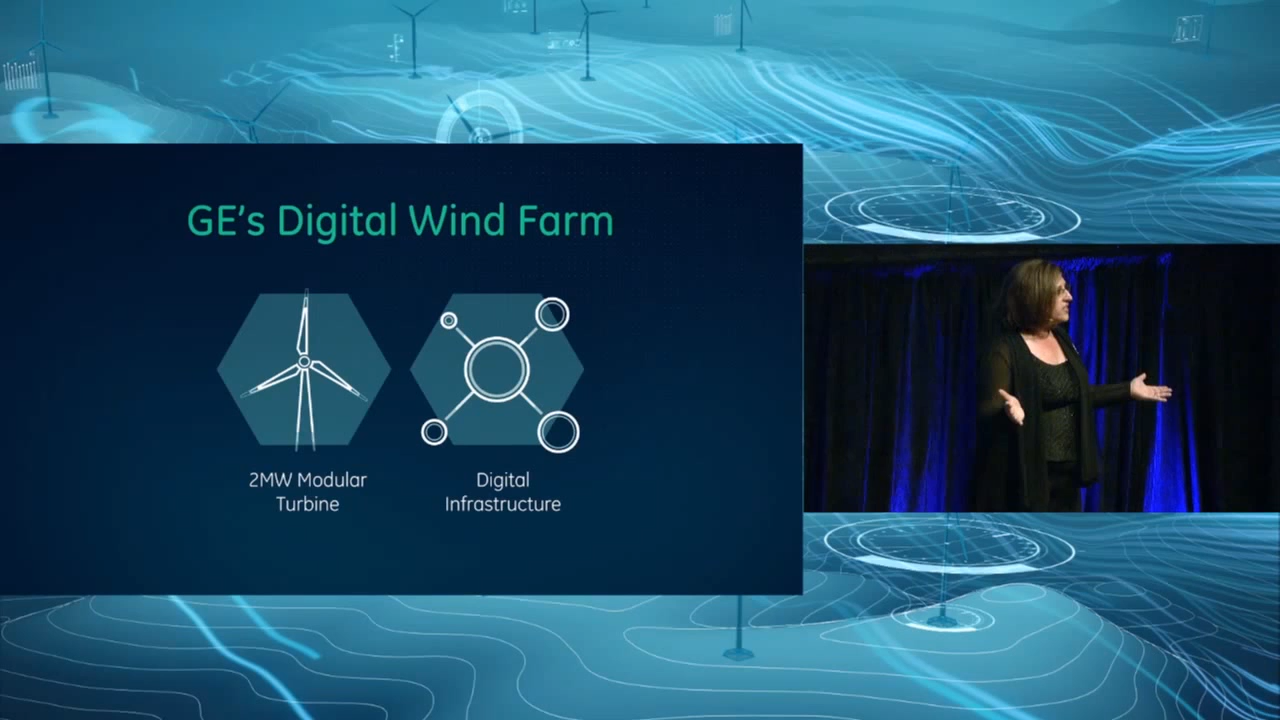 GE's Digital Wind Farm
2MW Modular
Turbine
Digital
Infrastructure